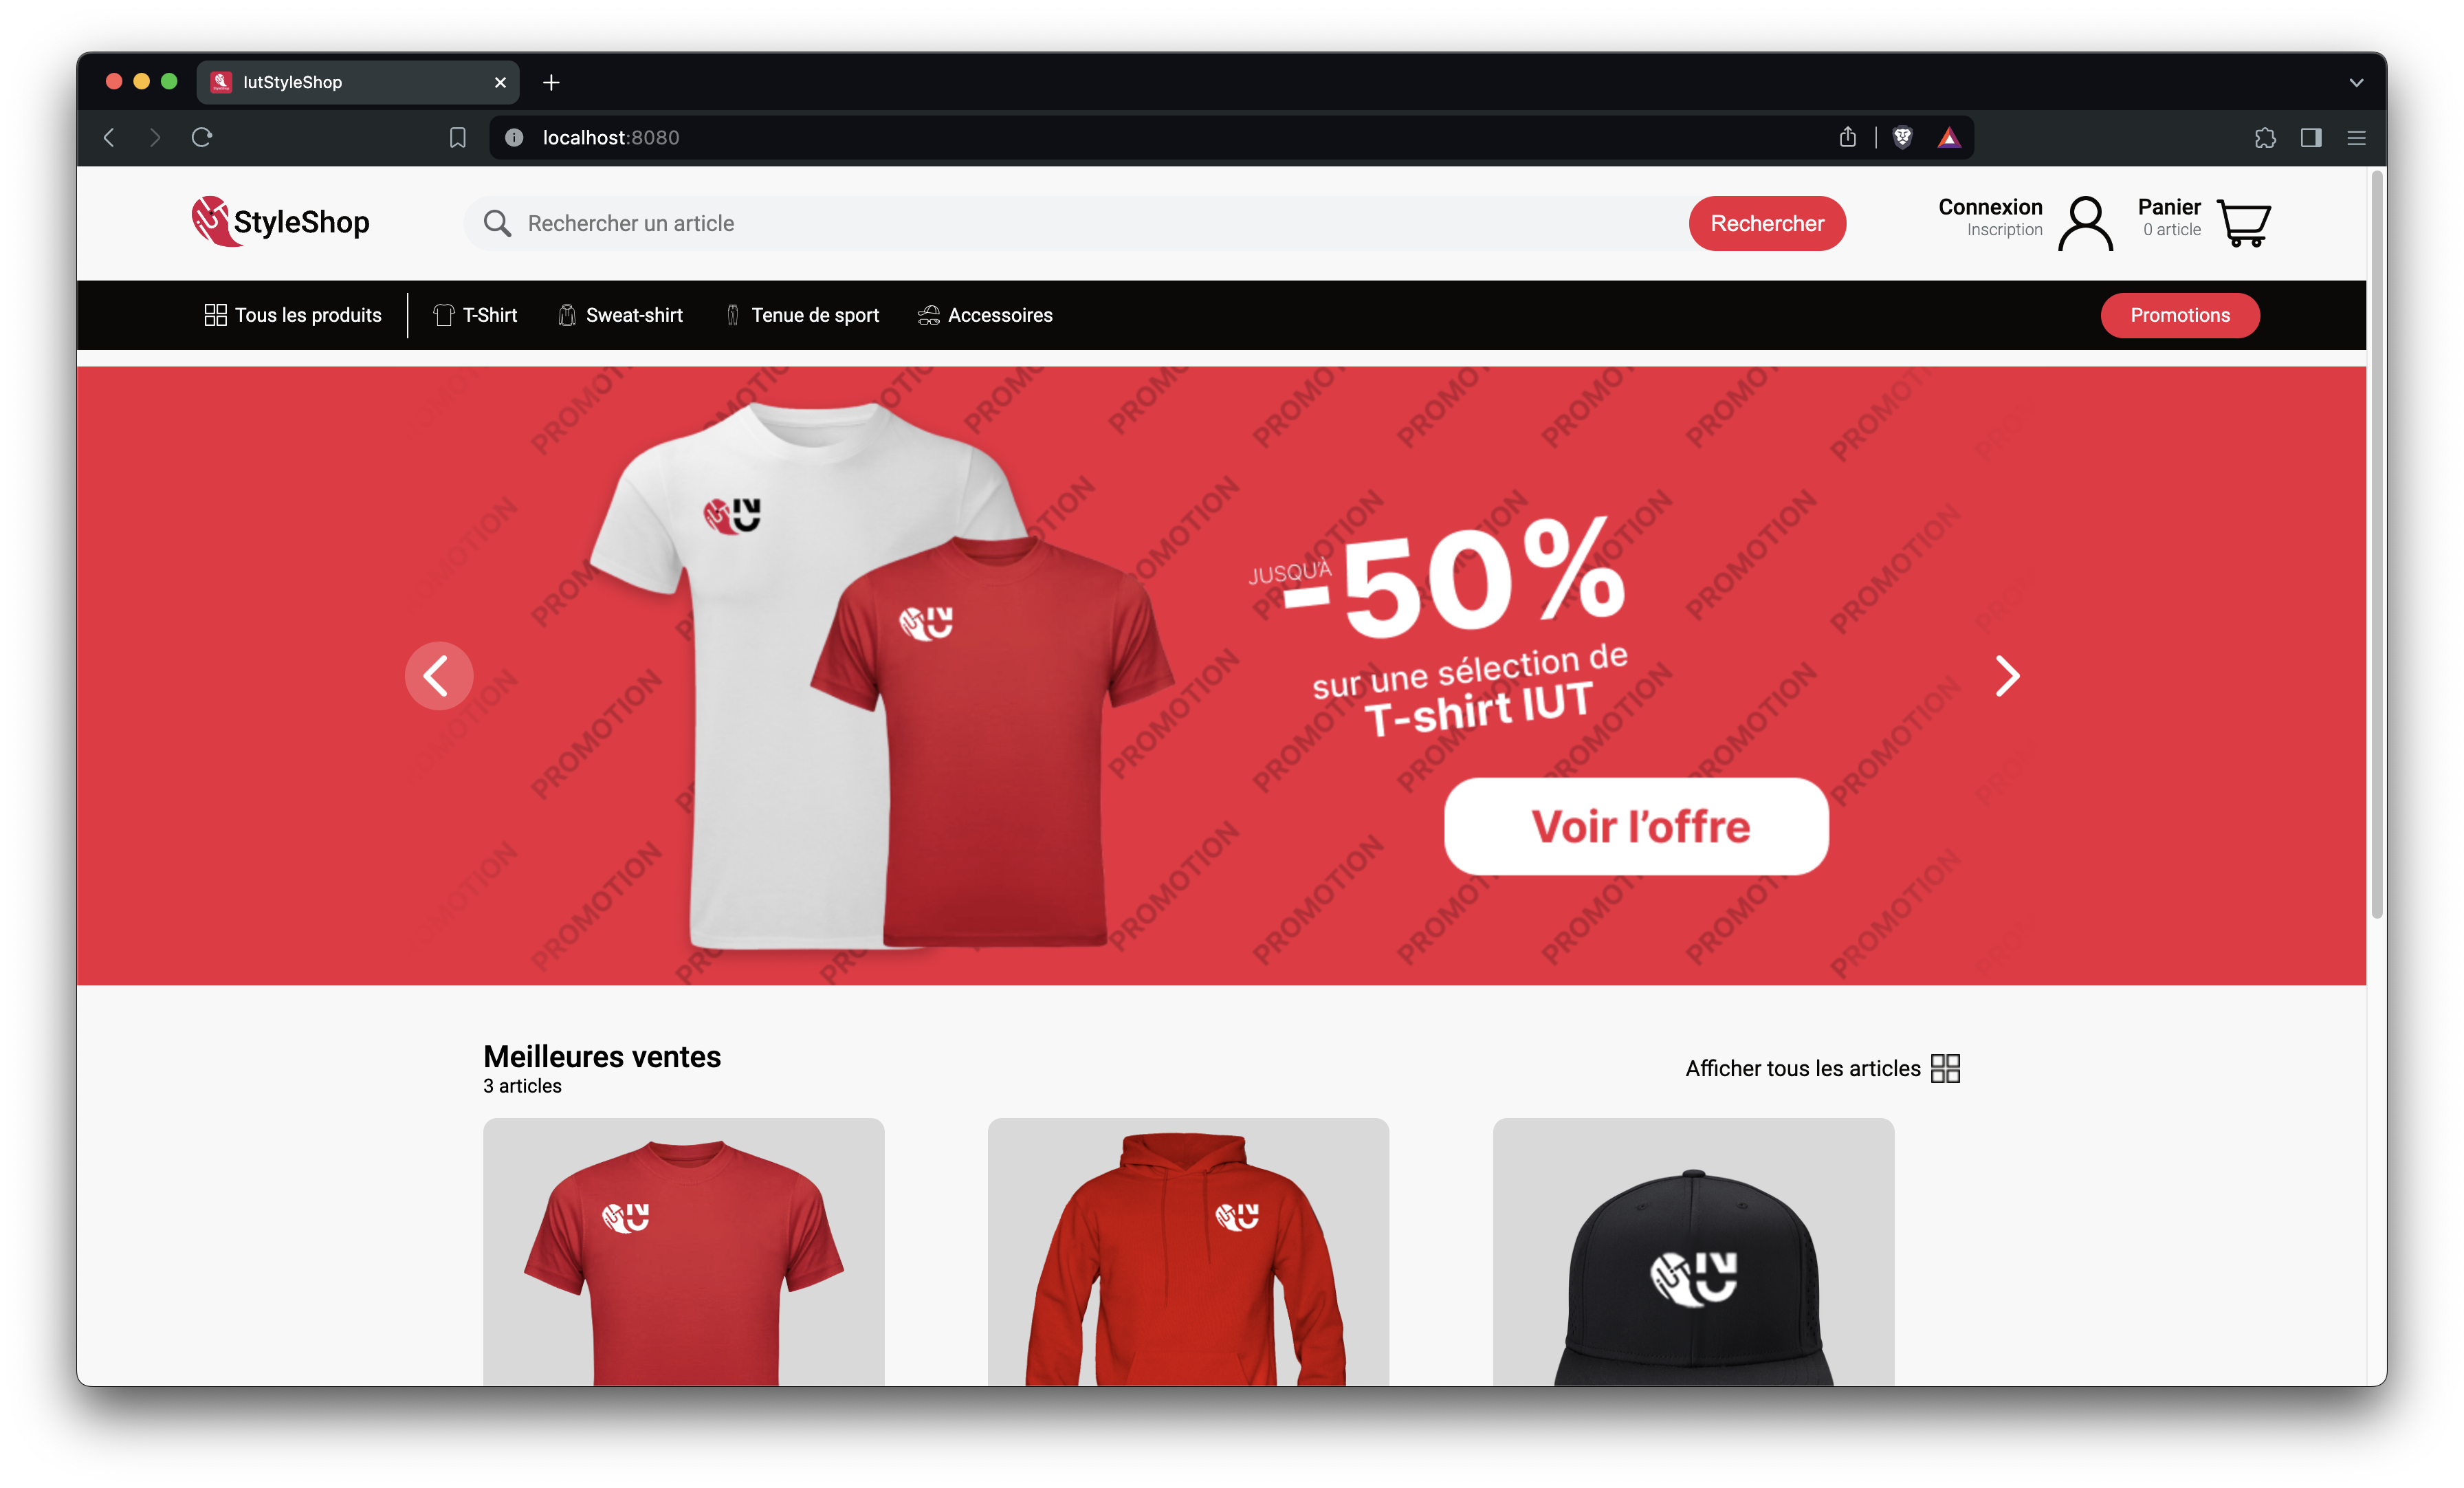 IutStyleShop
localhost:8080
iUT StyleShop
Rechercher un article
Rechercher
Connexion
Inscription
Panier
0 article
Tous les produits
T-Shirt
Sweat-shirt
Tenue de sport
Accessoires
Promotions
PROMOTION
JUSQU'À
-50%
sur une sélection de
T-shirt IUT
Voir l'offre
Meilleures ventes
3 articles
Afficher tous les articles